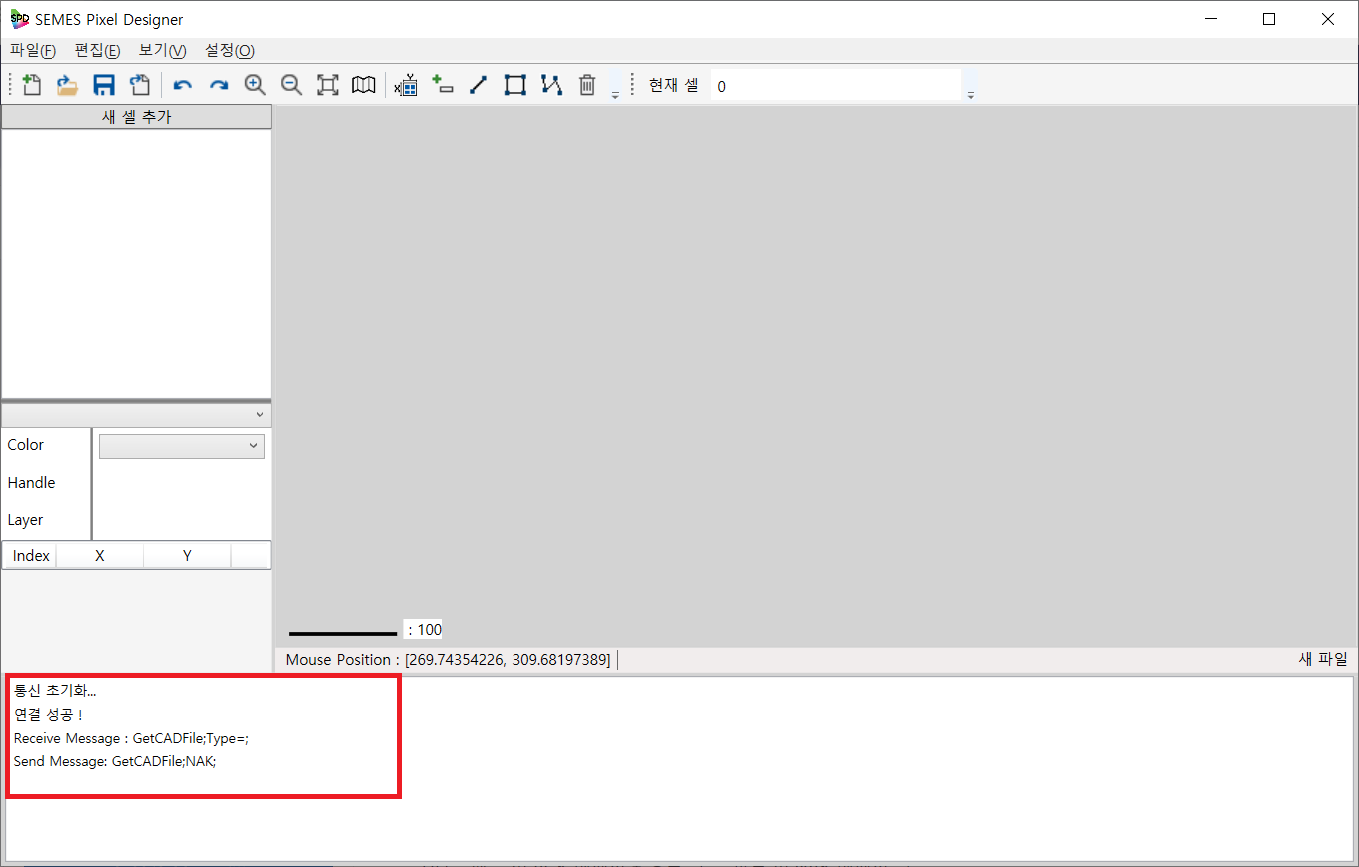 SPD SEMES Pixel Designer
파일(F) 편집(E) 보기(V) 설정(O)
현재 셀 0
새 셀 추가
Color
Handle
Layer
Index X Y
: 100
Mouse Position : [269.74354226, 309.68197389]
새 파일
통신 초기화...
연결 성공 !
Receive Message : GetCADFile;Type=;
Send Message: GetCADFile;NAK;